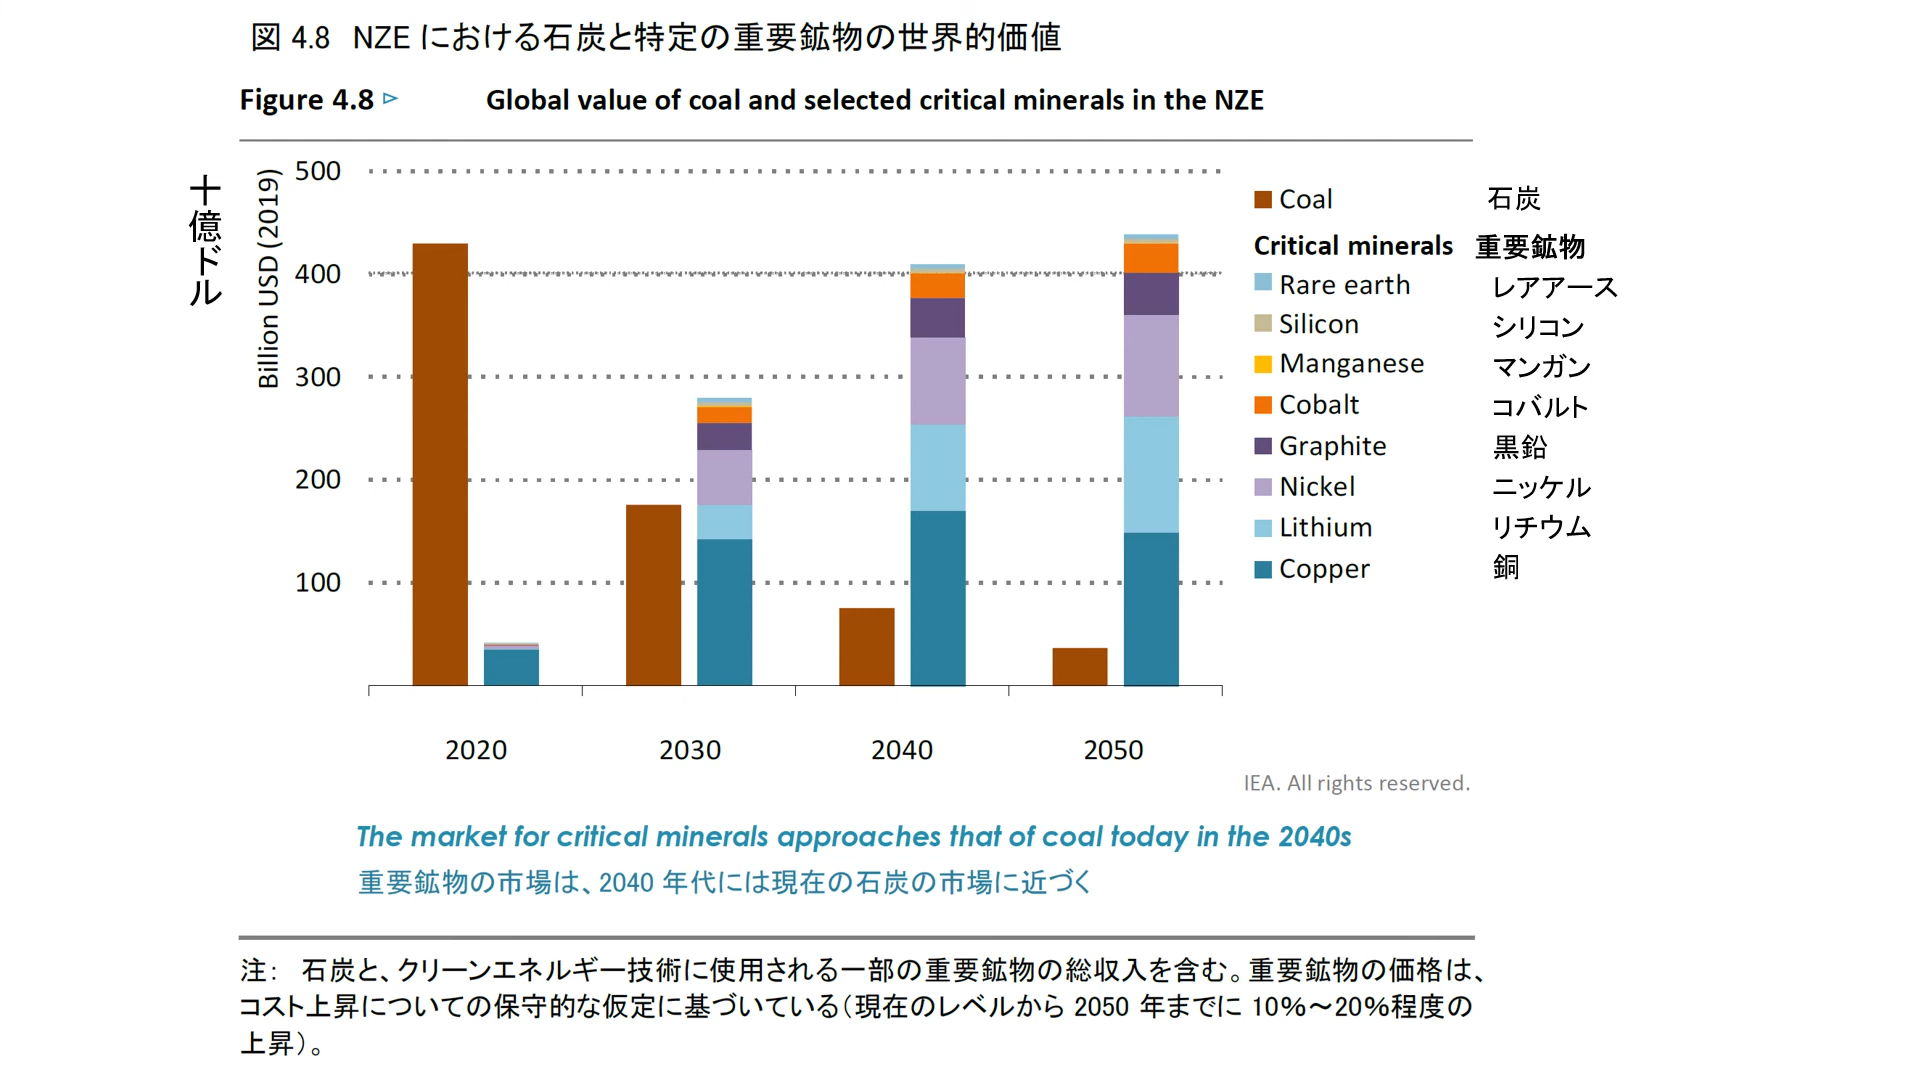 図 4.8 NZE における石炭と特定の重要鉱物の世界的価値
Figure 4.8 ▷ Global value of coal and selected critical minerals in the NZE
十億ドル
Billion USD (2019)
500
400
300
200
100
2020 2030 2040 2050
Coal 石炭
Critical minerals 重要鉱物
Rare earth レアアース
Silicon シリコン
Manganese マンガン
Cobalt コバルト
Graphite 黒鉛
Nickel ニッケル
Lithium リチウム
Copper 銅
IEA. All rights reserved.
The market for critical minerals approaches that of coal today in the 2040s
重要鉱物の市場は、2040 年代には現在の石炭の市場に近づく
注： 石炭と、クリーンエネルギー技術に使用される一部の重要鉱物の総収入を含む。重要鉱物の価格は、
コスト上昇についての保守的な仮定に基づいている（現在のレベルから 2050 年までに 10%～20%程度の
上昇）。